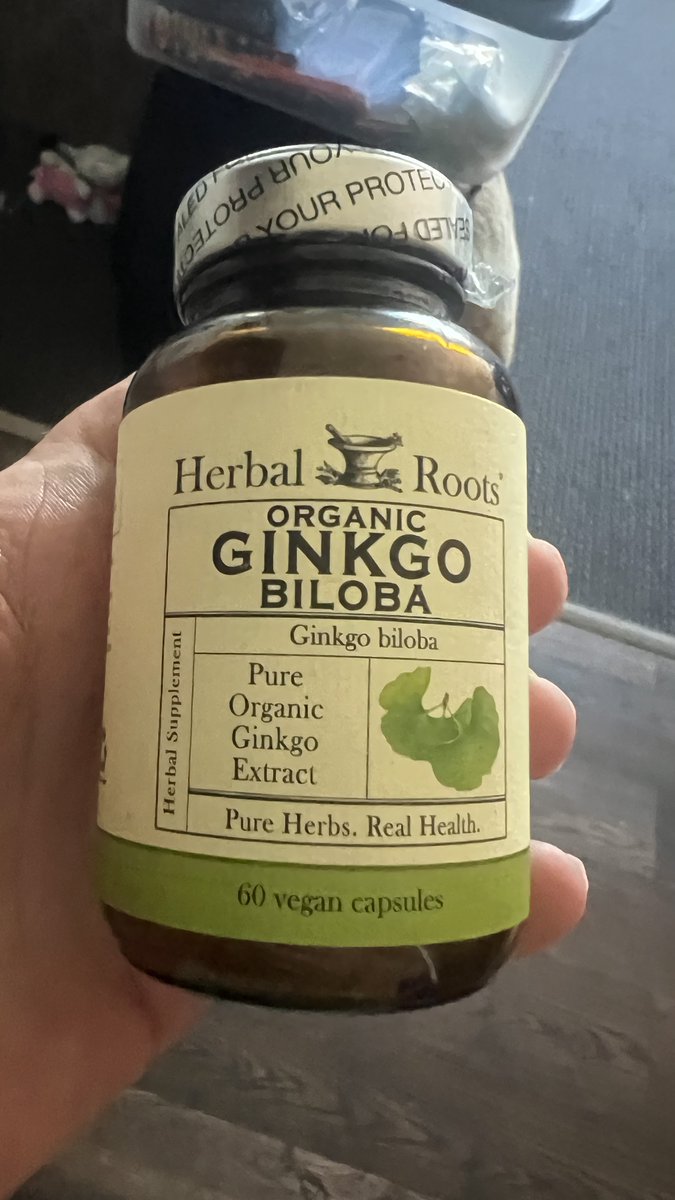 YOUR PROTEC
SEALED FO
Herbal Roots
ORGANIC
GINKGO
BILOBA
Ginkgo biloba
Herbal Supplement
Pure
Organic
Ginkgo
Extract
Pure Herbs. Real Health.
60 vegan capsules